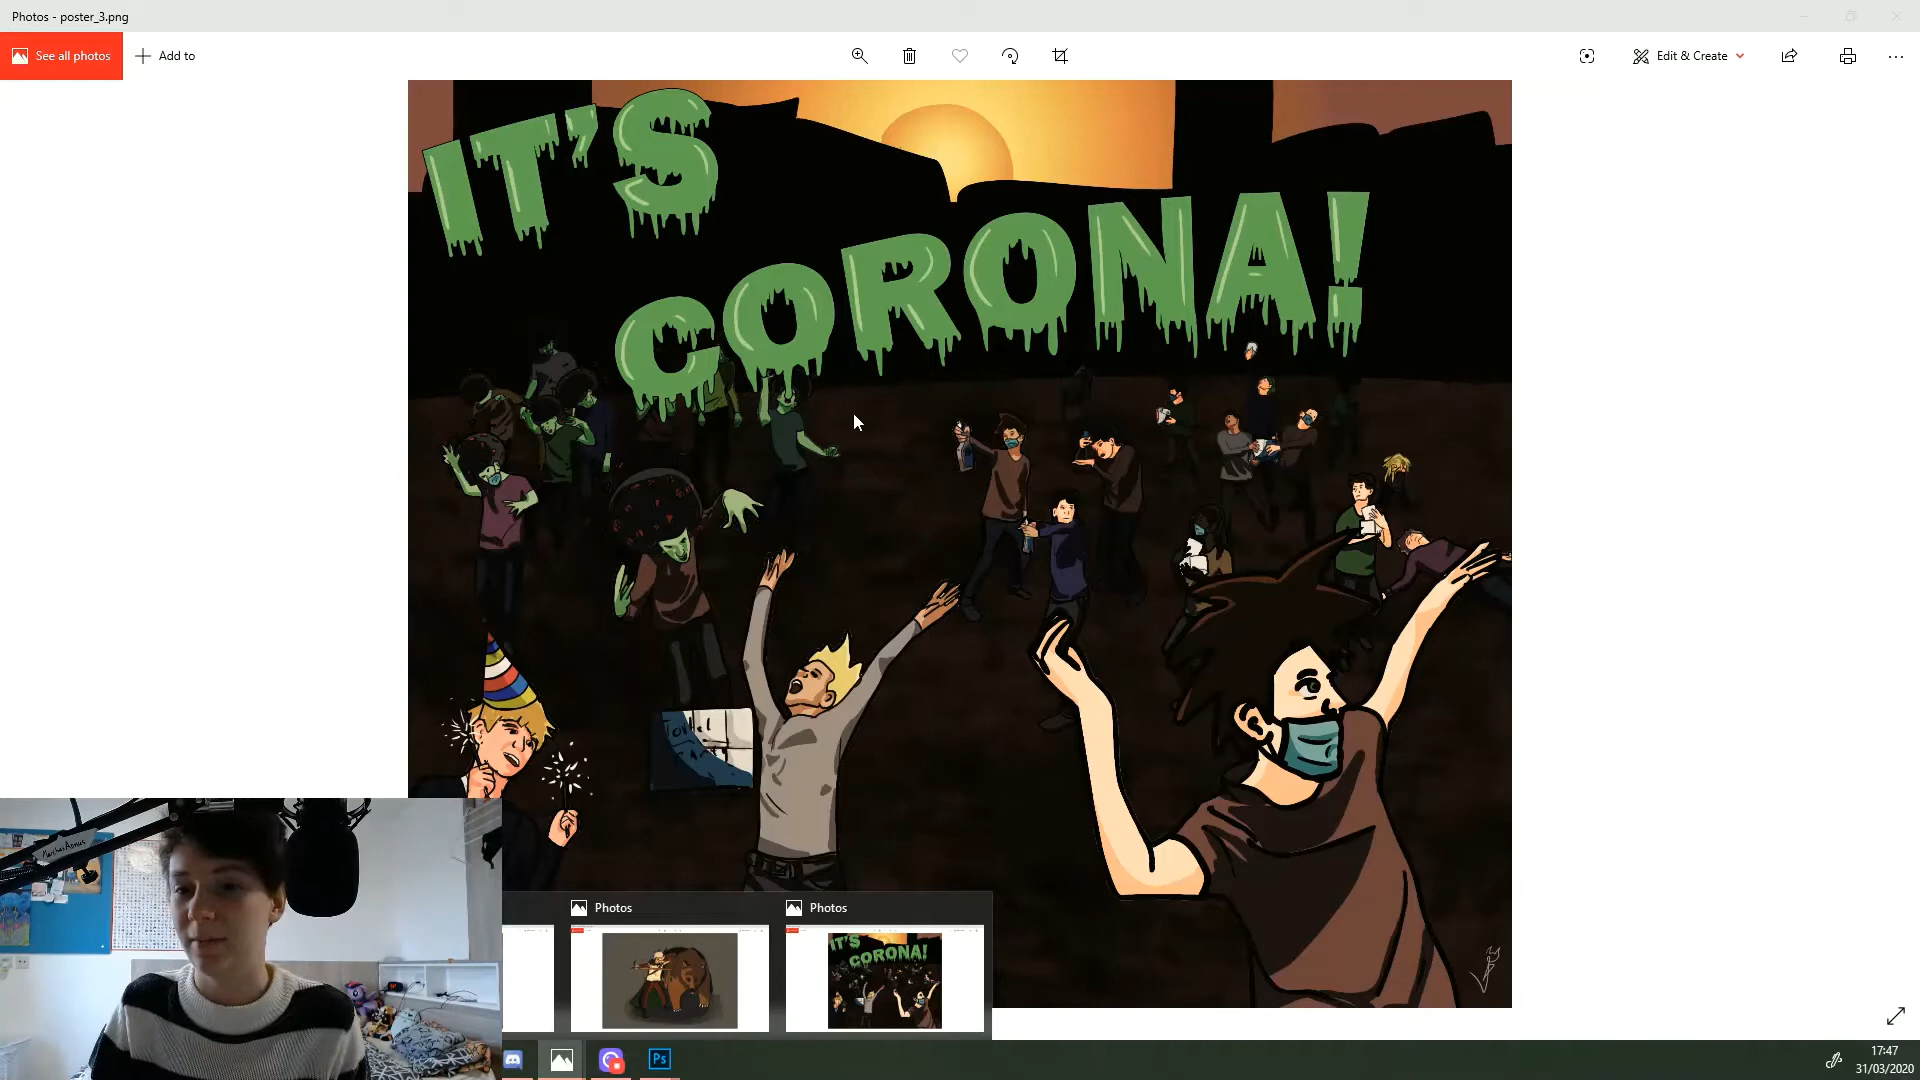 Photos - poster_3.png
See all photos
Add to
Edit & Create
IT'S
CORONA!
Photos
Photos
IT'S
CORONA!
Ps
17:47
31/03/2020